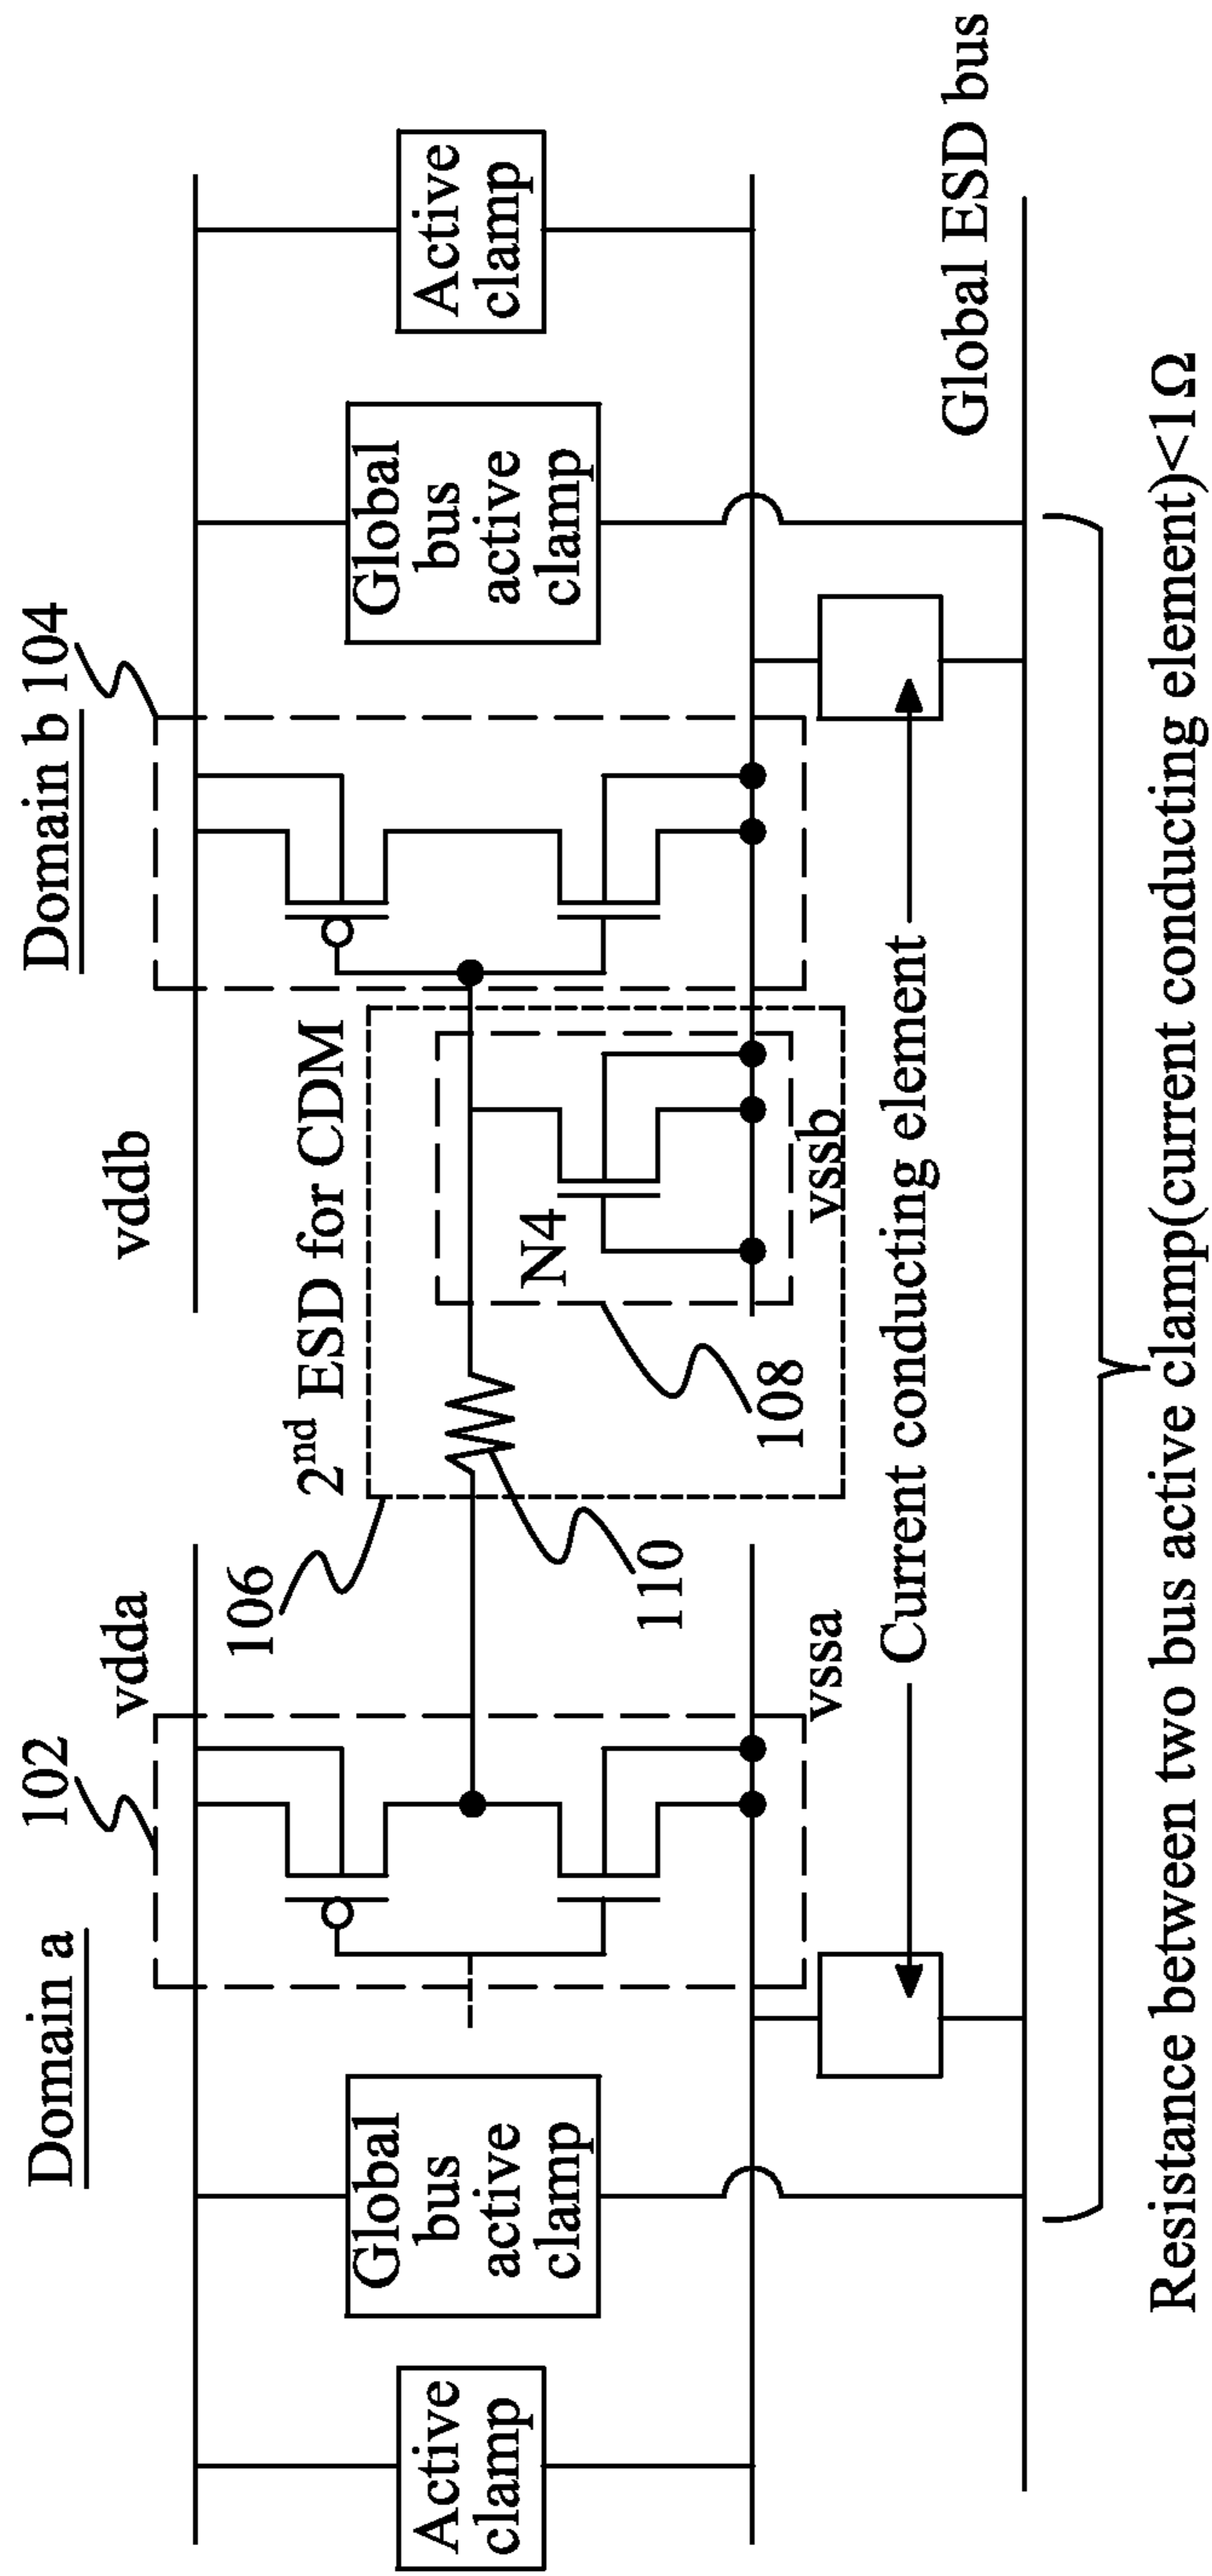 Domain a
102
vdda
vddb
Domain b 104
106
2nd ESD for CDM
Active
clamp
Global
bus
active
clamp
110
108
N4
Global
bus
active
clamp
Active
clamp
vssa
vssb
Current conducting element
Global ESD bus
Resistance between two bus active clamp(current conducting element)<1Ω